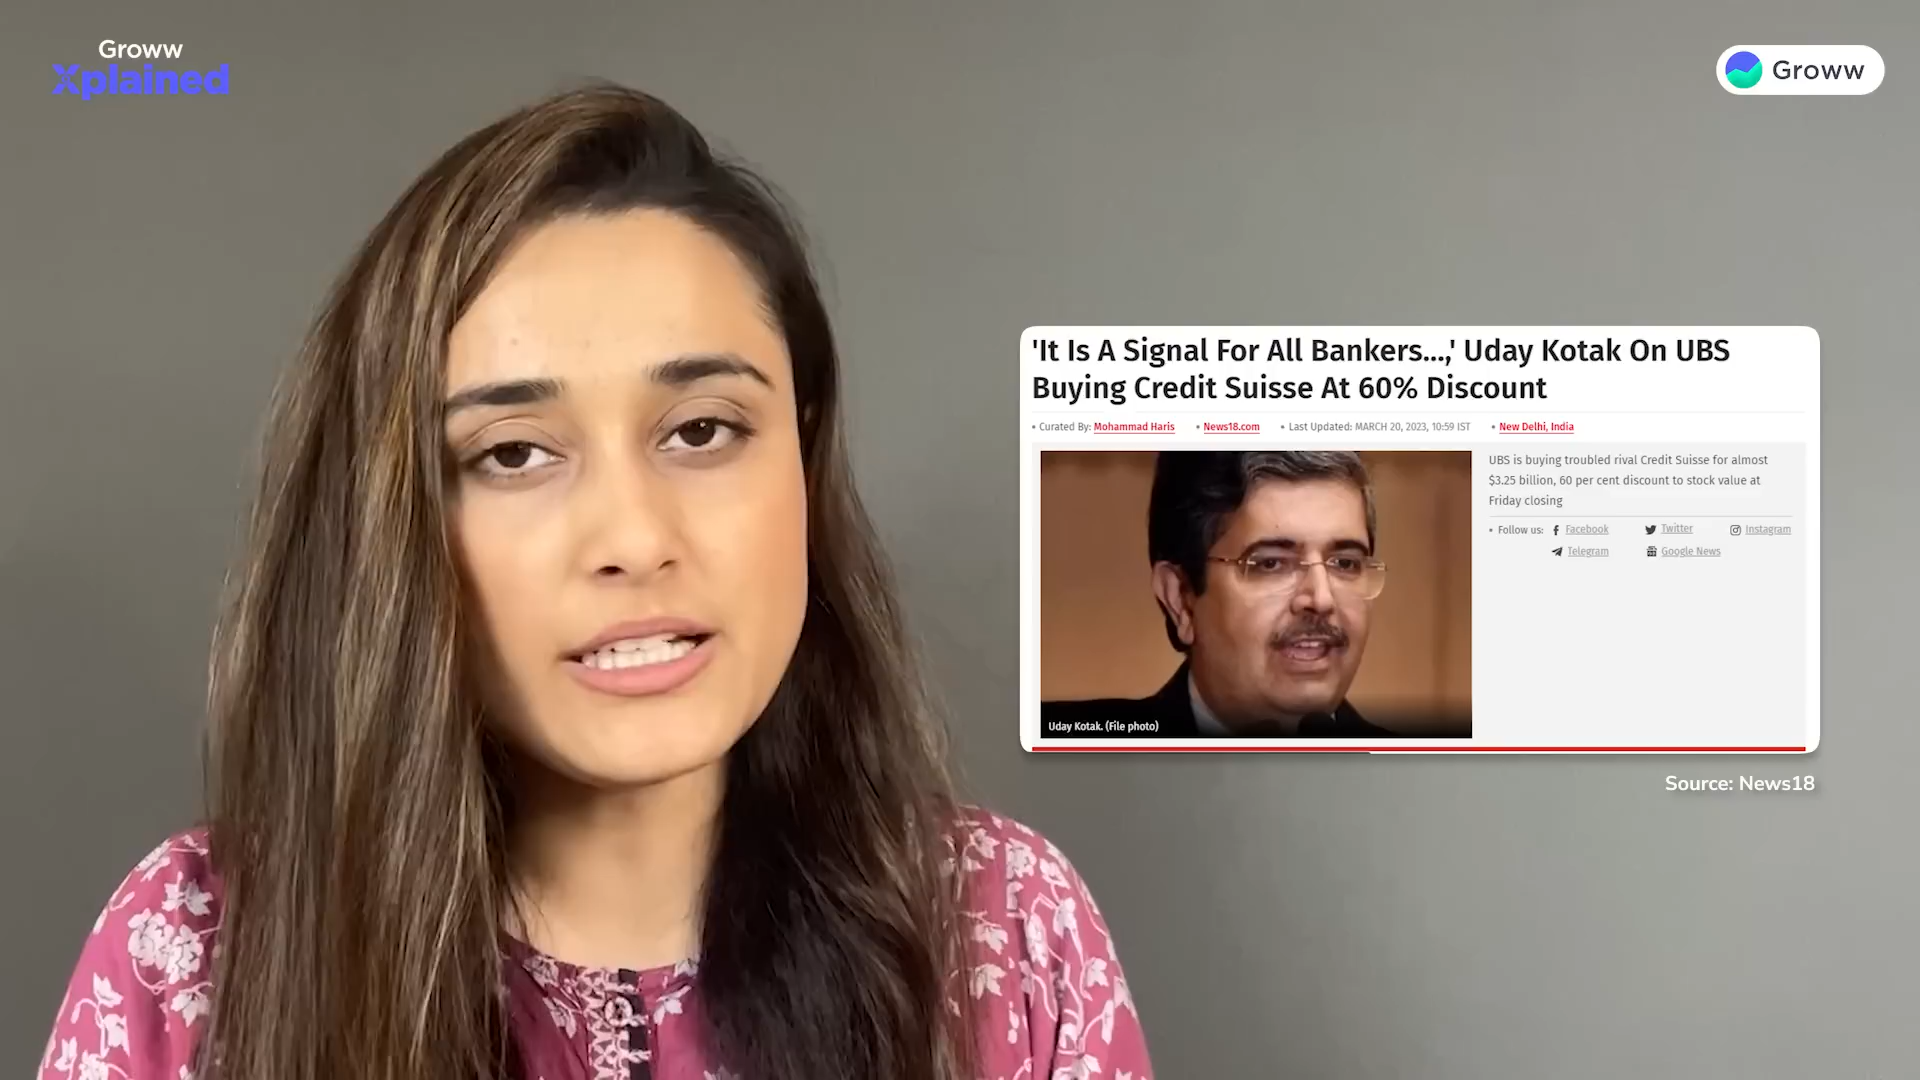 Groww
Xplained
Groww
'It Is A Signal For All Bankers...,' Uday Kotak On UBS
Buying Credit Suisse At 60% Discount
• Curated By: Mohammad Haris • News18.com • Last Updated: MARCH 20, 2023, 10:59 IST • New Delhi, India
UBS is buying troubled rival Credit Suisse for almost
$3.25 billion, 60 per cent discount to stock value at
Friday closing
• Follow us: Facebook Twitter Instagram
Telegram Google News
Uday Kotak. (File photo)
Source: News18